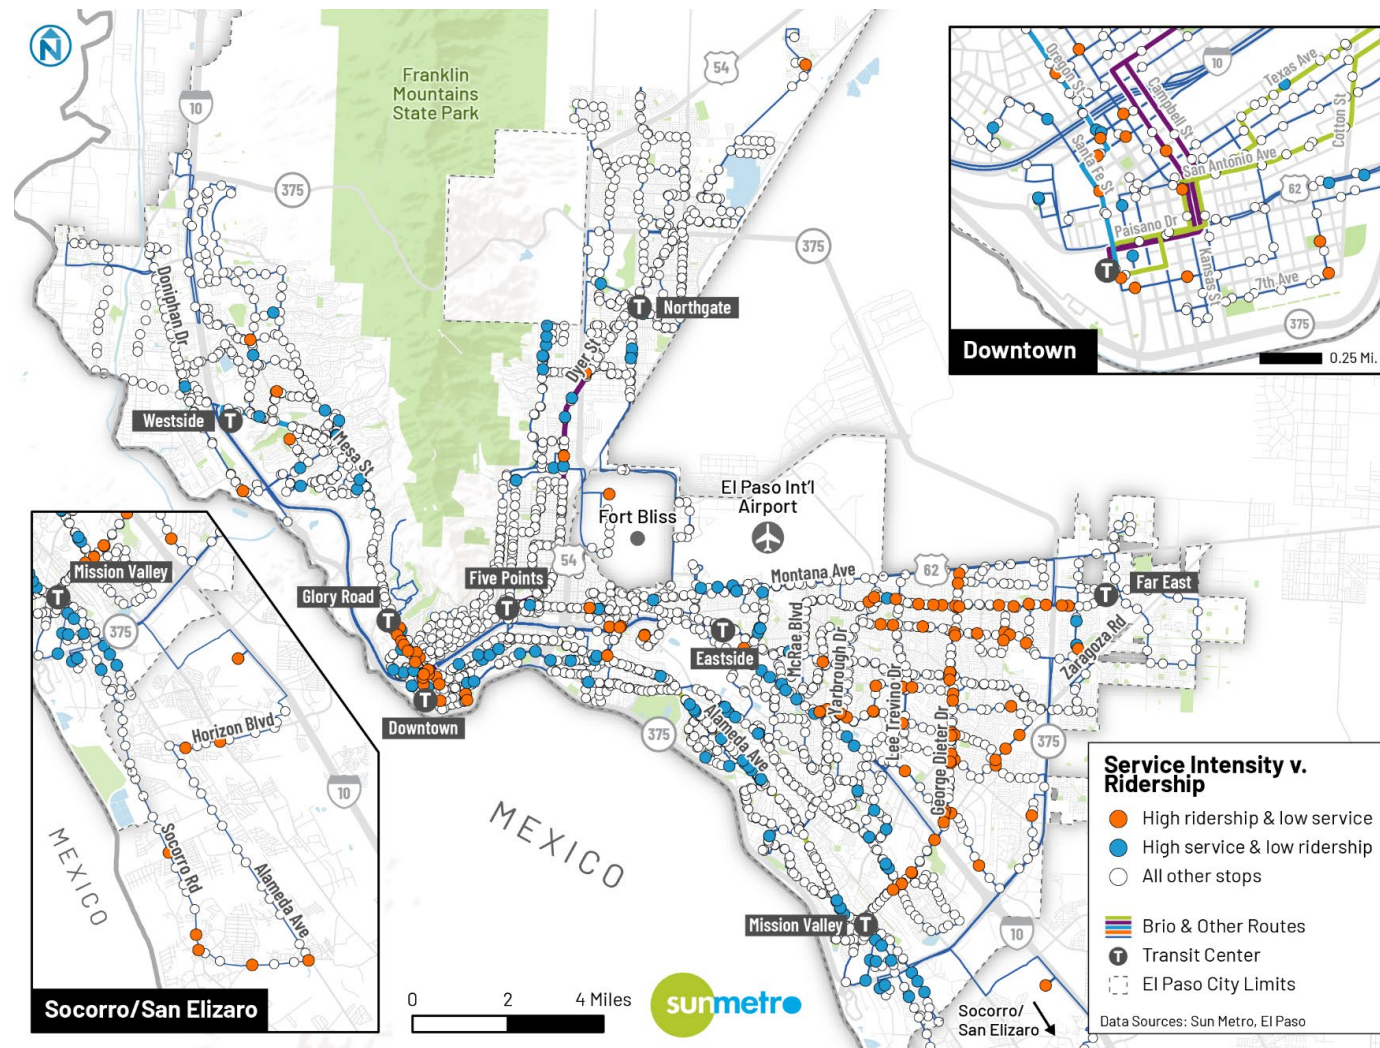 N
Franklin
Mountains
State Park
54
10
375
375
Northgate
Doniphan Dr
Dyer St
Westside
Mesa St
El Paso Int'l
Airport
Fort Bliss
54
Five Points
Glory Road
Montana Ave
62
Far East
Eastside
McRae Blvd
Yarbrough Dr
Lee Trevino Dr
George Dieter Dr
Zaragoza Rd
Downtown
375
Alameda Ave
375
MEXICO
Mission Valley
10
Socorro/
San Elizaro
Oregon St
10
Texas Ave
Campbell St
Cotton St
Santa Fe St
San Antonio Ave
62
Paisano Dr
Kansas St
7th Ave
375
Downtown
0.25 Mi.
Mission Valley
375
Horizon Blvd
10
Socorro Rd
Alameda Ave
MEXICO
Socorro/San Elizaro
0 2 4 Miles
sunmetro
Service Intensity v.
Ridership
High ridership & low service
High service & low ridership
All other stops
Brio & Other Routes
T Transit Center
El Paso City Limits
Data Sources: Sun Metro, El Paso